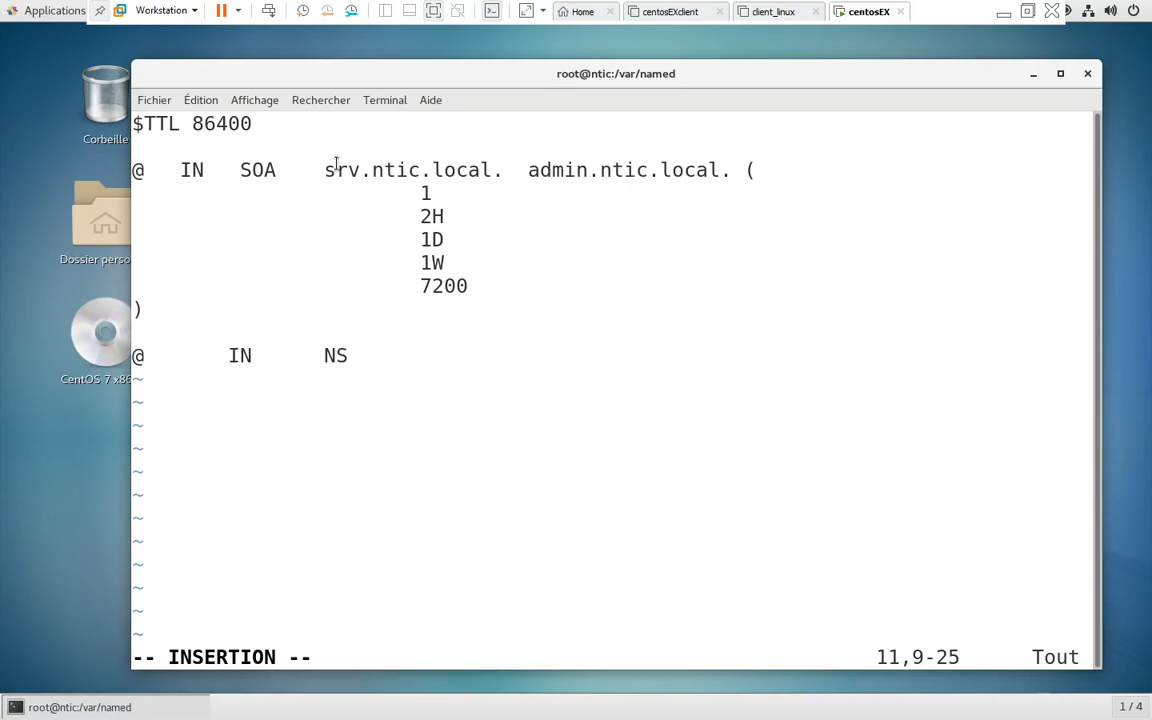 Applications Workstation Home centosEXclient client_linux centosEX
root@ntic:/var/named
Fichier Édition Affichage Rechercher Terminal Aide
$TTL 86400
@ IN SOA srv.ntic.local. admin.ntic.local. (
1
2H
1D
1W
7200
)
@ IN NS
~
~
~
~
~
~
~
~
~
~
~
~
-- INSERTION -- 11,9-25 Tout
Corbeille
Dossier perso
CentOS 7 x86
root@ntic:/var/named 1 / 4